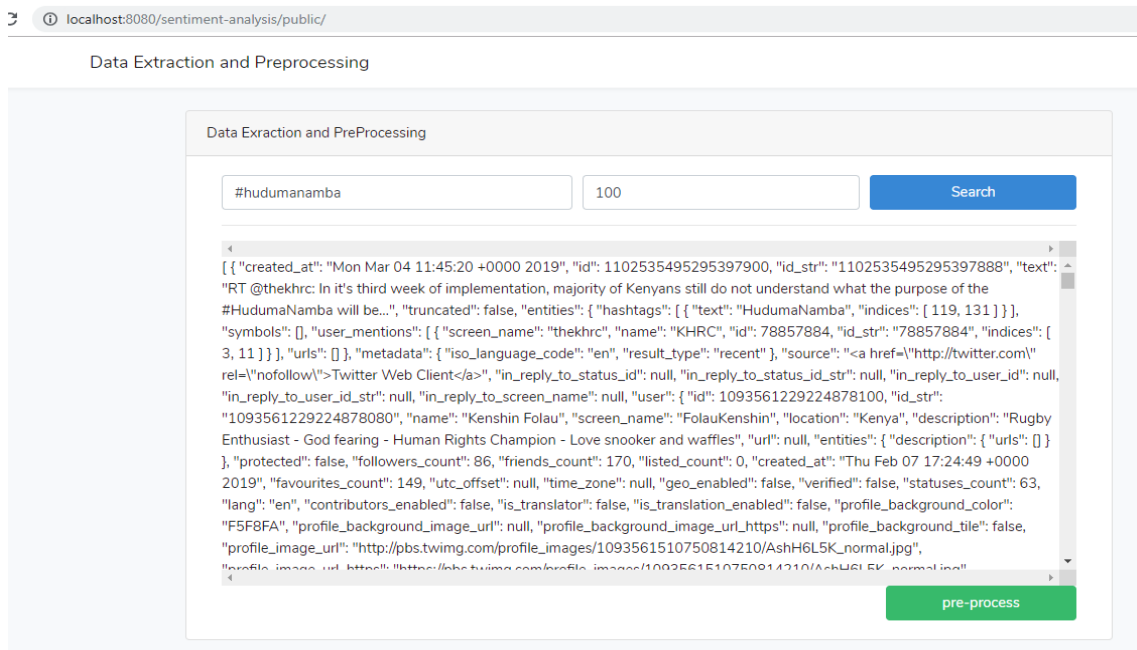 localhost:8080/sentiment-analysis/public/
Data Extraction and Preprocessing
Data Exraction and PreProcessing
#hudumanamba 100 Search
[ { "created_at": "Mon Mar 04 11:45:20 +0000 2019", "id": 1102535495295397900, "id_str": "1102535495295397888", "text":
"RT @thekhrc: In it's third week of implementation, majority of Kenyans still do not understand what the purpose of the
#HudumaNamba will be…", "truncated": false, "entities": { "hashtags": [ { "text": "HudumaNamba", "indices": [ 119, 131 ] } ],
"symbols": [], "user_mentions": [ { "screen_name": "thekhrc", "name": "KHRC", "id": 78857884, "id_str": "78857884", "indices": [
3, 11 ] } ], "urls": [] }, "metadata": { "iso_language_code": "en", "result_type": "recent" }, "source": "<a href=\"http://twitter.com\"
rel=\"nofollow\">Twitter Web Client</a>", "in_reply_to_status_id": null, "in_reply_to_status_id_str": null, "in_reply_to_user_id": null,
"in_reply_to_user_id_str": null, "in_reply_to_screen_name": null, "user": { "id": 1093561229224878100, "id_str":
"1093561229224878080", "name": "Kenshin Folau", "screen_name": "FolauKenshin", "location": "Kenya", "description": "Rugby
Enthusiast - God fearing - Human Rights Champion - Love snooker and waffles", "url": null, "entities": { "description": { "urls": [] }
}, "protected": false, "followers_count": 86, "friends_count": 170, "listed_count": 0, "created_at": "Thu Feb 07 17:24:49 +0000
2019", "favourites_count": 149, "utc_offset": null, "time_zone": null, "geo_enabled": false, "verified": false, "statuses_count": 63,
"lang": "en", "contributors_enabled": false, "is_translator": false, "is_translation_enabled": false, "profile_background_color":
"F5F8FA", "profile_background_image_url": null, "profile_background_image_url_https": null, "profile_background_tile": false,
"profile_image_url": "http://pbs.twimg.com/profile_images/1093561510750814210/AshH6L5K_normal.jpg",
"profile_image_url_https": "https://pbs.twimg.com/profile_images/1093561510750814210/AshH6L5K_normal.jpg"
pre-process